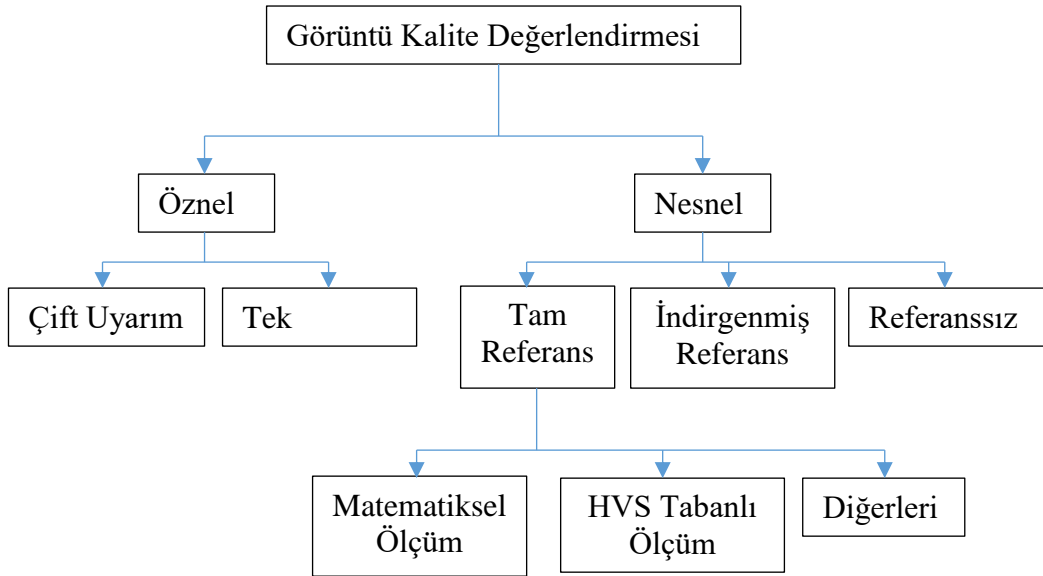 Görüntü Kalite Değerlendirmesi
Öznel
Nesnel
Çift Uyarım
Tek
Tam
Referans
İndirgenmiş
Referans
Referanssız
Matematiksel
Ölçüm
HVS Tabanlı
Ölçüm
Diğerleri